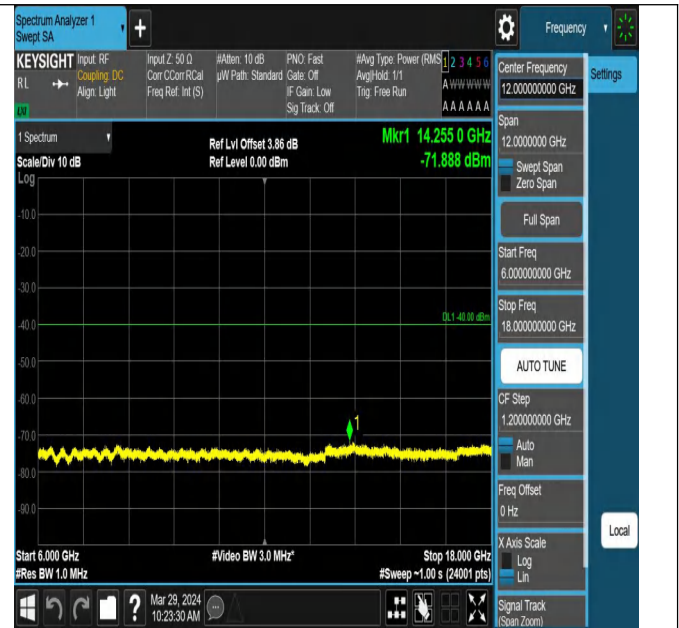 Spectrum Analyzer 1
Swept SA
Frequency
KEYSIGHT
Input: RF
Coupling: DC
Align: Light
Input Z: 50 Ω
Corr CCorr RCal
Freq Ref: Int (S)
#Atten: 10 dB
µW Path: Standard
PNO: Fast
Gate: Off
IF Gain: Low
Sig Track: Off
#Avg Type: Power (RMS
Avg|Hold: 1/1
Trig: Free Run
1 2 3 4 5 6
A W W W W W
A A A A A A
R L
LXI
Center Frequency
12.000000000 GHz
Settings
1 Spectrum
Ref Lvl Offset 3.86 dB
Mkr1 14.255 0 GHz
Scale/Div 10 dB
Ref Level 0.00 dBm
-71.888 dBm
Log
-10.0
-20.0
-30.0
-40.0
-50.0
-60.0
-70.0
-80.0
-90.0
DL1 -40.00 dBm
1
Span
12.0000000 GHz
Swept Span
Zero Span
Full Span
Start Freq
6.000000000 GHz
Stop Freq
18.000000000 GHz
AUTO TUNE
CF Step
1.200000000 GHz
Auto
Man
Freq Offset
0 Hz
X Axis Scale
Log
Lin
Local
Signal Track
(Span Zoom)
Start 6.000 GHz
#Video BW 3.0 MHz*
Stop 18.000 GHz
#Res BW 1.0 MHz
#Sweep ~1.00 s (24001 pts)
?
Mar 29, 2024
10:23:30 AM